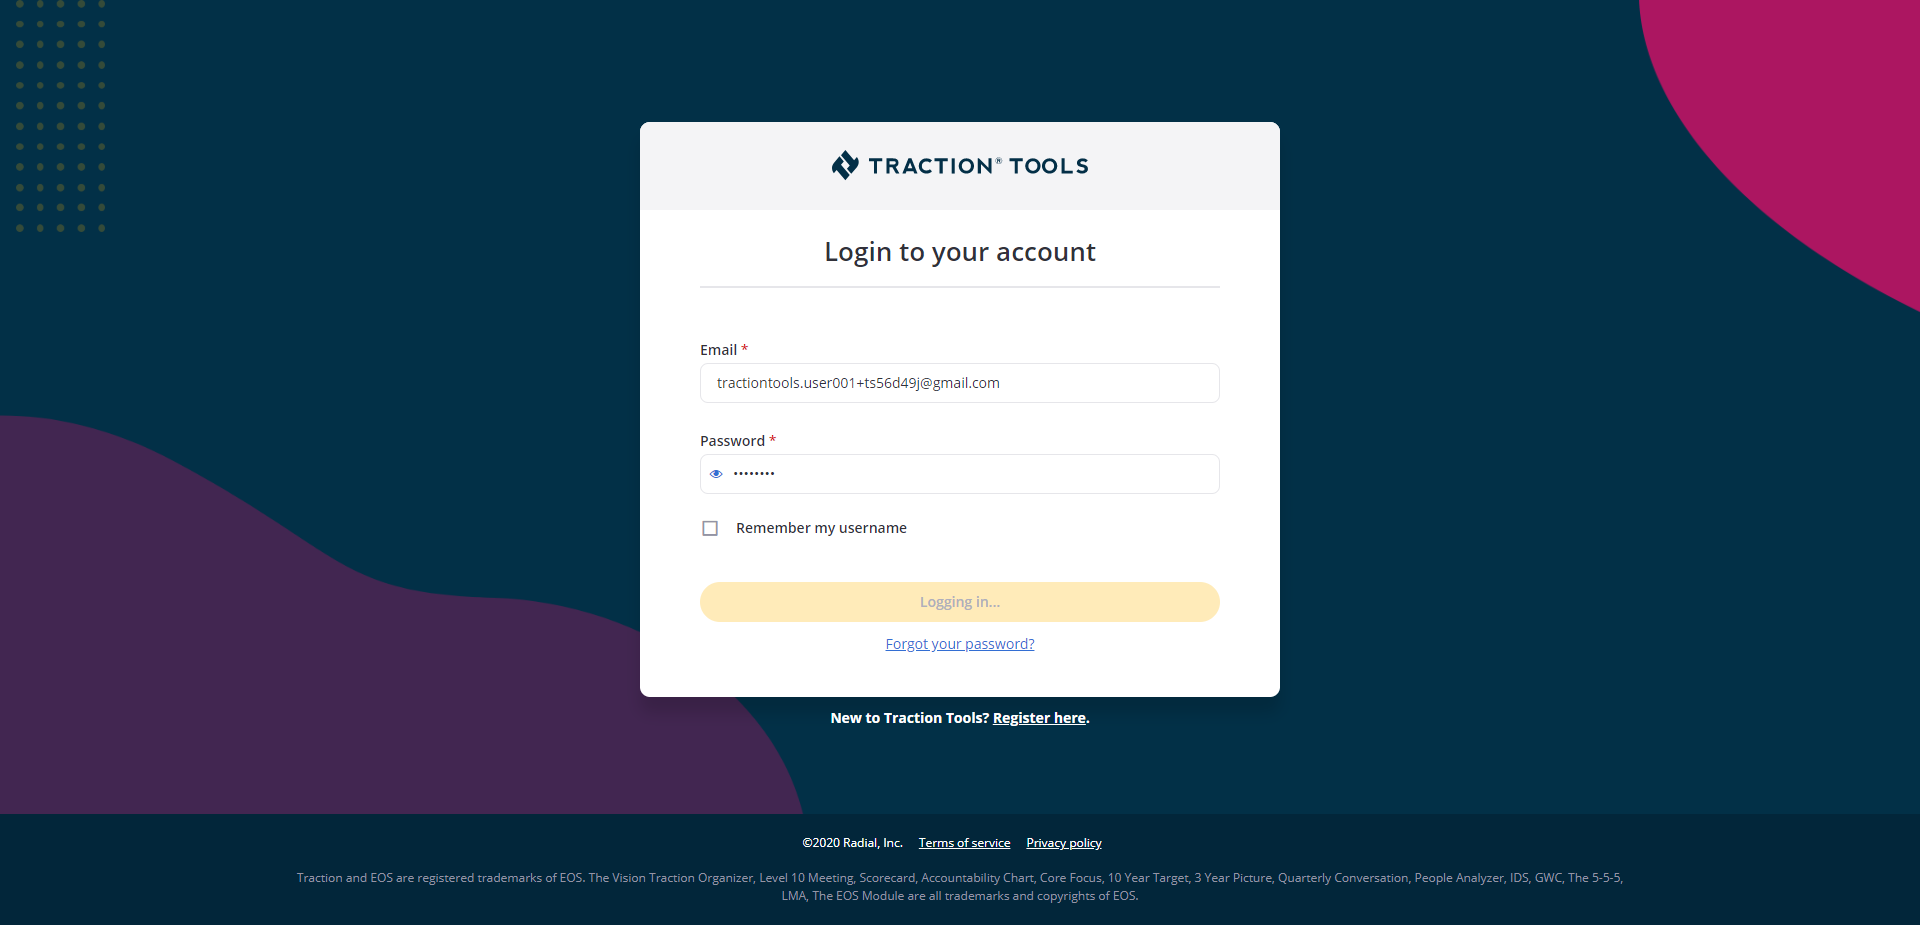 TRACTION® TOOLS
Login to your account
Email *
tractiontools.user001+ts56d49j@gmail.com
Password *
••••••••
Remember my username
Logging in...
Forgot your password?
New to Traction Tools? Register here.
©2020 Radial, Inc. Terms of service Privacy policy
Traction and EOS are registered trademarks of EOS. The Vision Traction Organizer, Level 10 Meeting, Scorecard, Accountability Chart, Core Focus, 10 Year Target, 3 Year Picture, Quarterly Conversation, People Analyzer, IDS, GWC, The 5-5-5,
LMA, The EOS Module are all trademarks and copyrights of EOS.